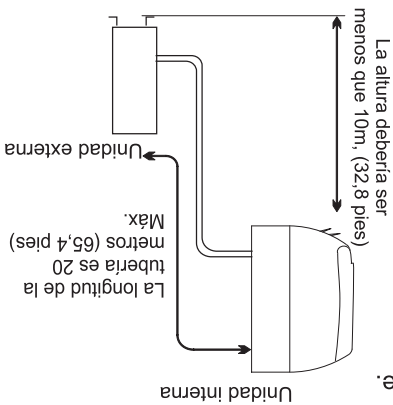 Unidad interna
e.
La altura debería ser
menos que 10m, (32,8 pies)
La longitud de la
tubería es 20
metros (65,4 pies)
Máx.
Unidad externa